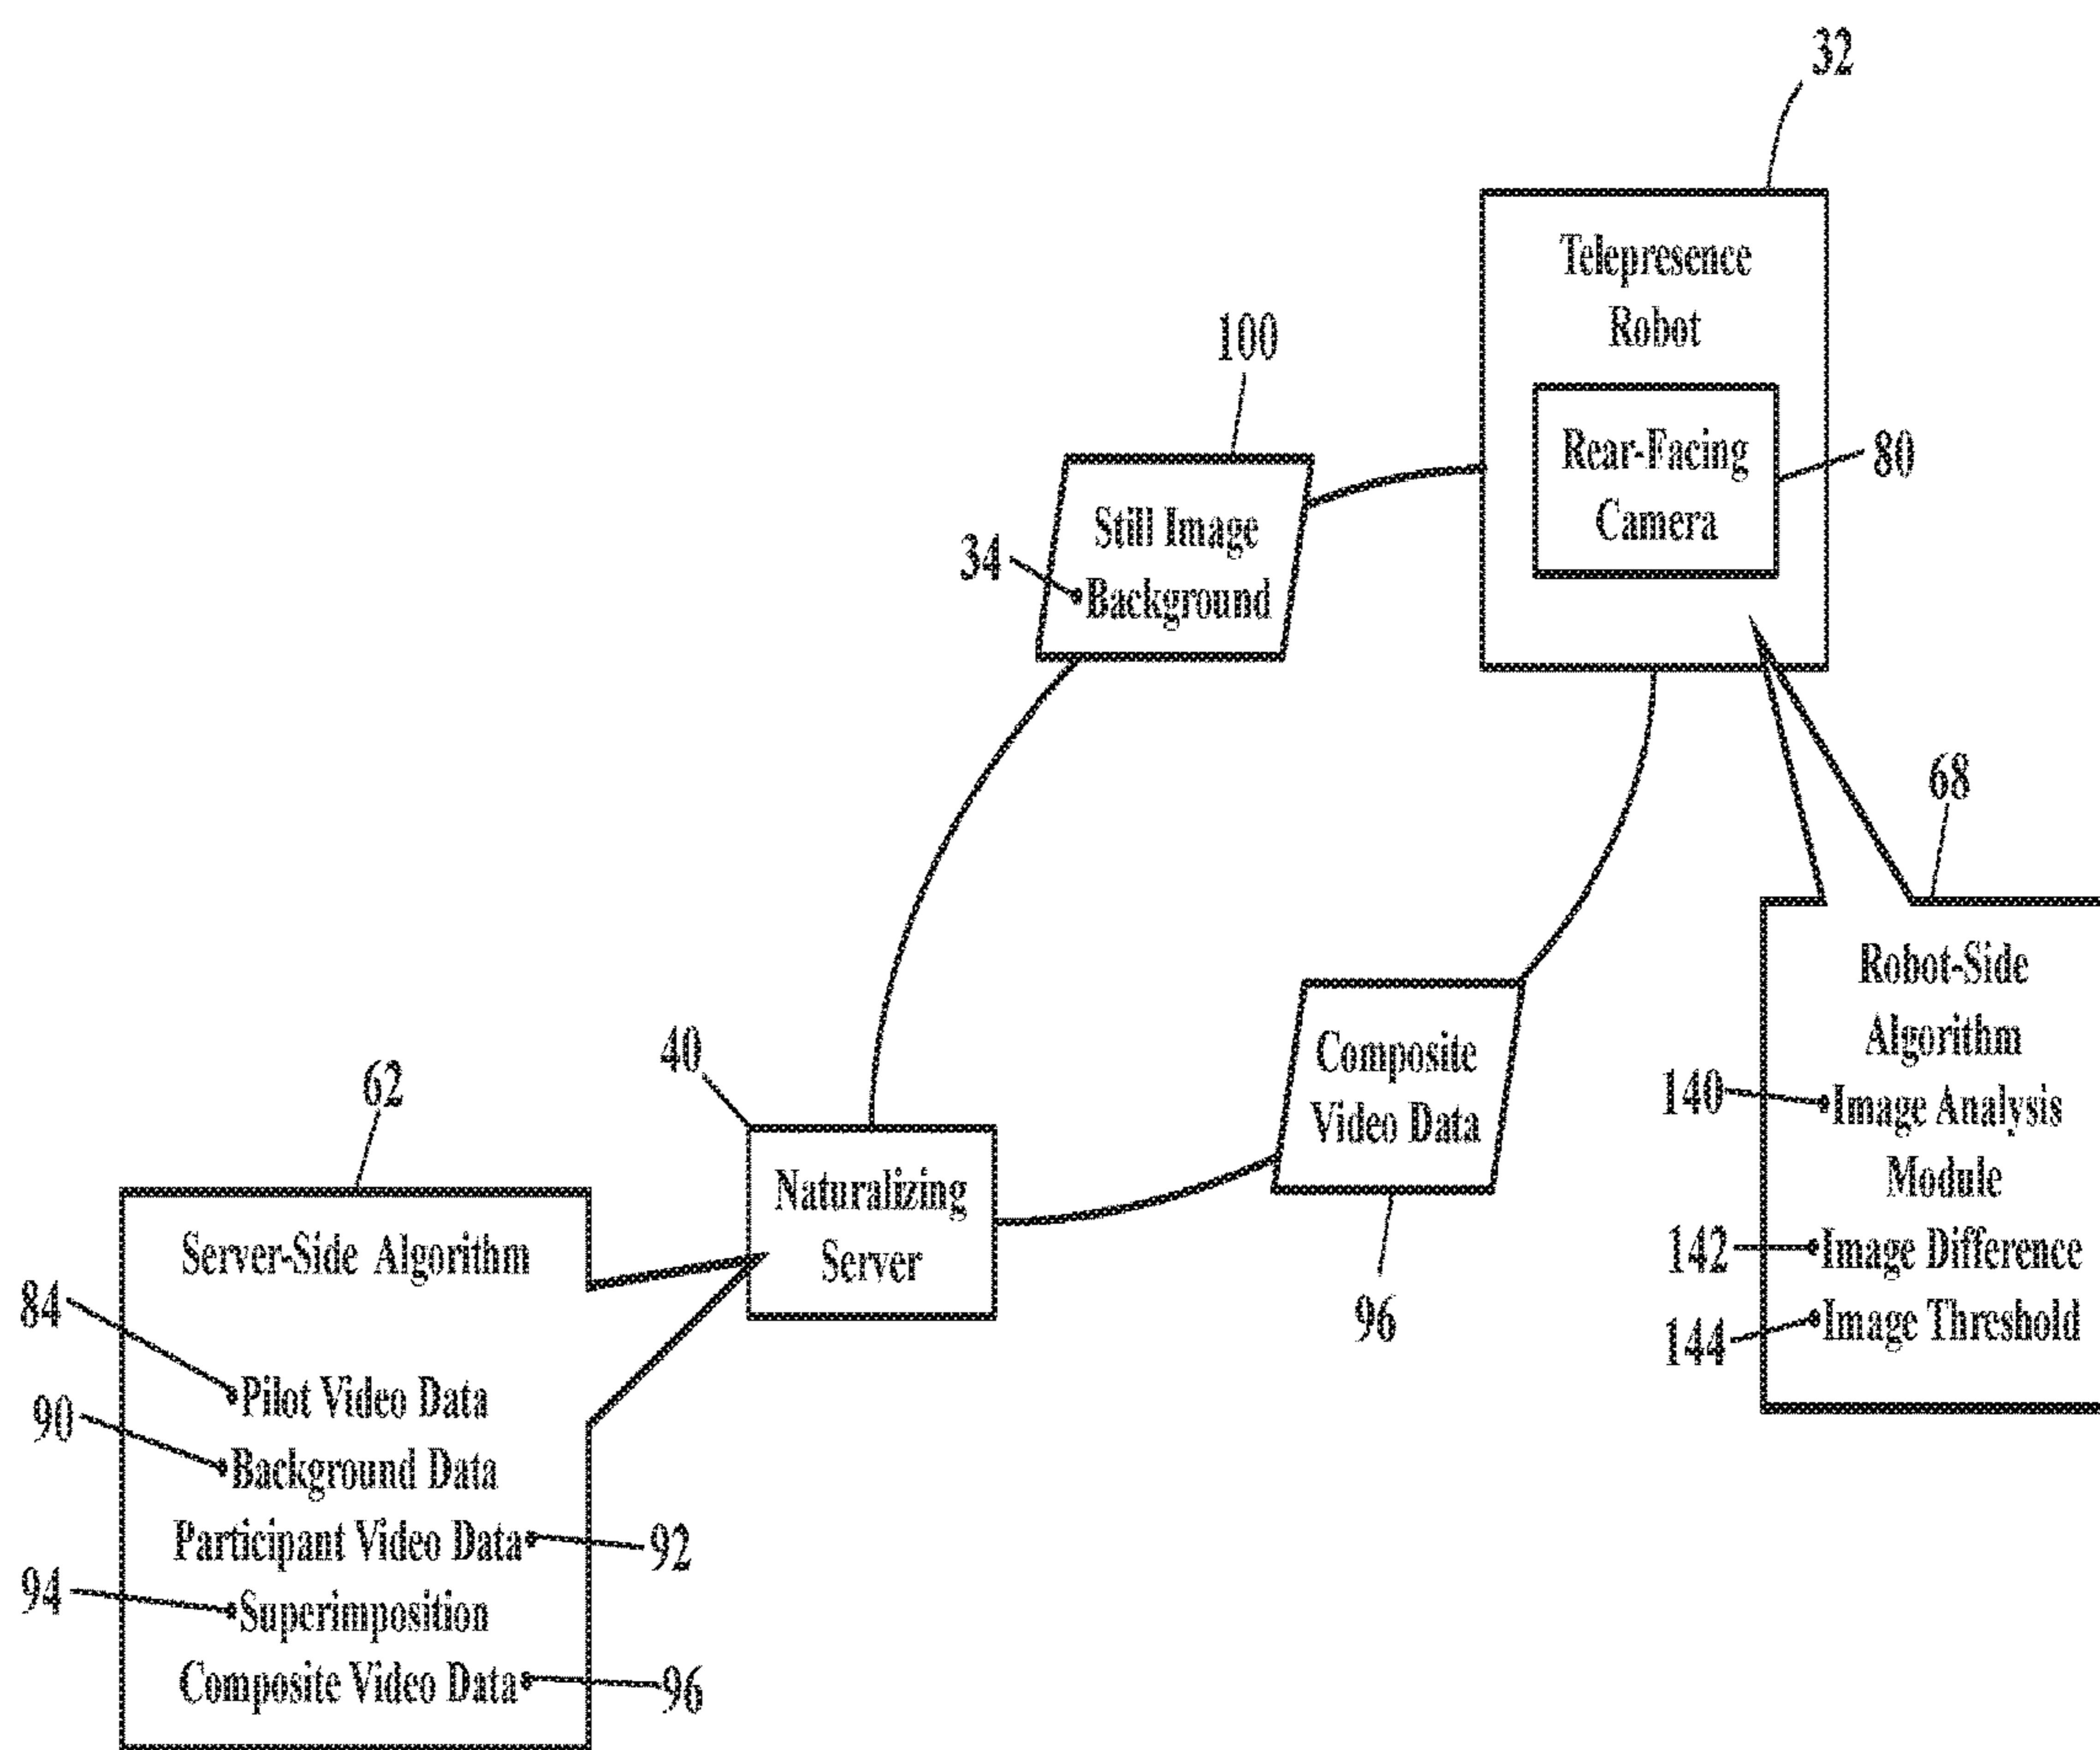 32
Telepresence
Robot
100
Rear-Facing
Camera
80
Still Image
34
Background
68
Robot-Side
Algorithm
140
Image Analysis
Module
142
Image Difference
144
Image Threshold
Composite
Video Data
96
40
Naturalizing
Server
62
Server-Side Algorithm
84
Pilot Video Data
90
Background Data
Participant Video Data
92
94
Superimposition
Composite Video Data
96